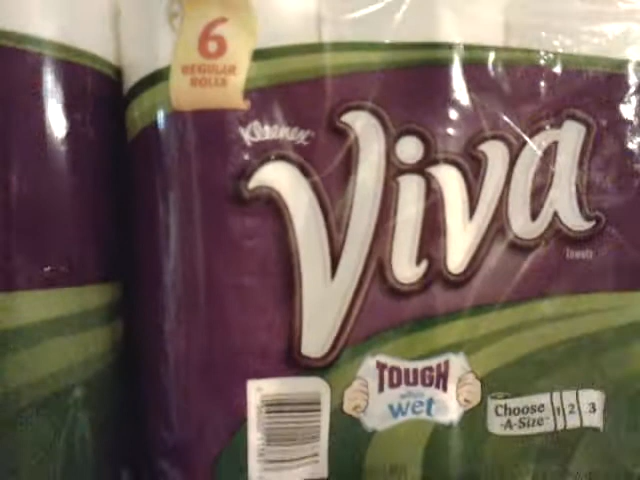 6
REGULAR
ROLLS
Kleenex
Viva
towels
TOUGH
when
wet
Choose
-A-Size
1 2 3